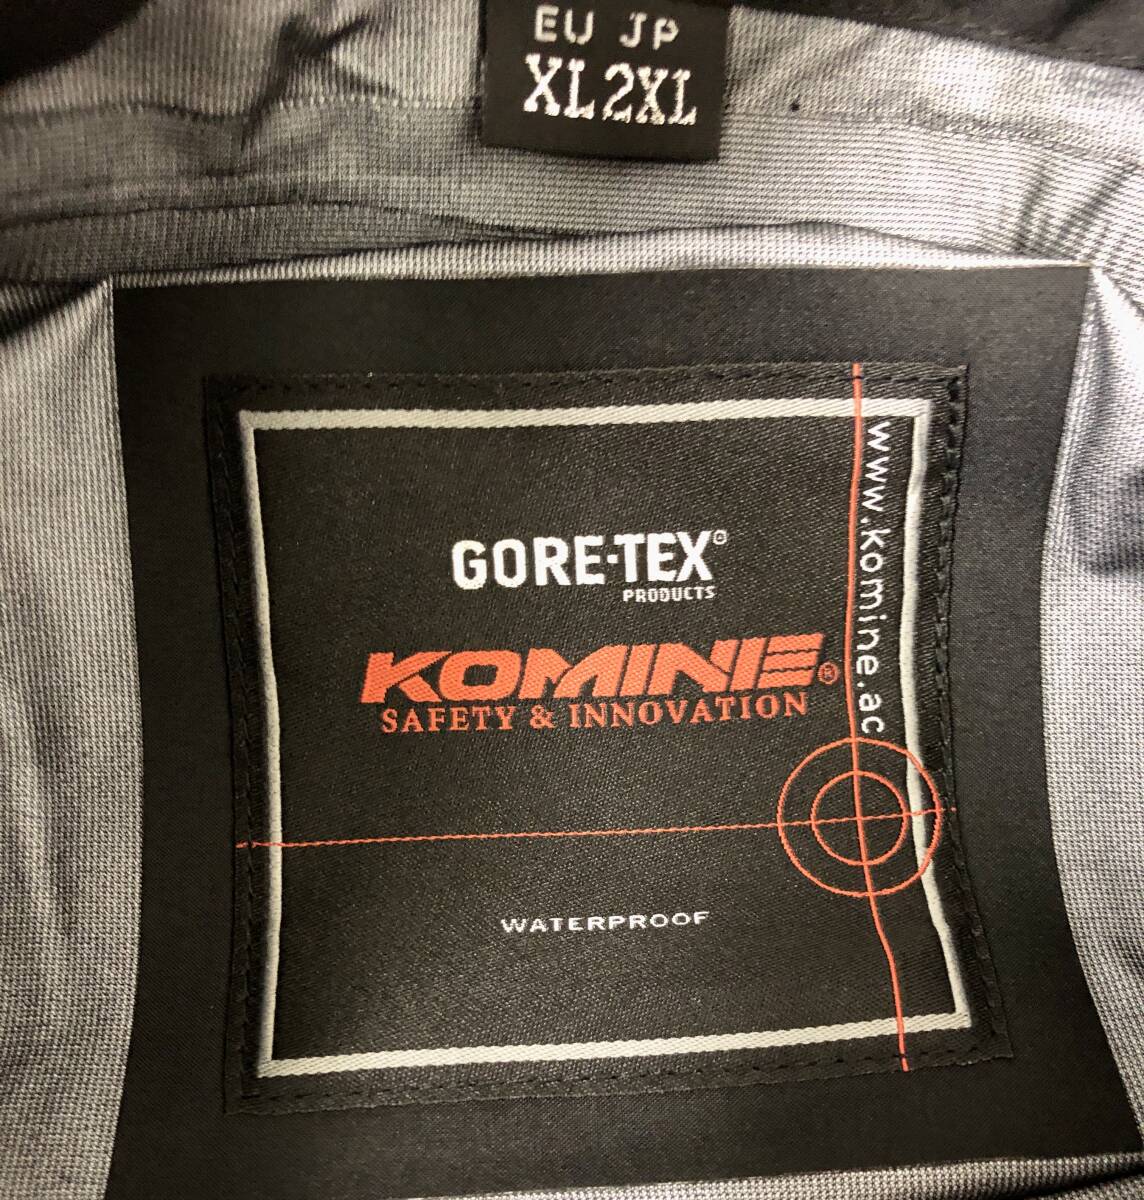 EU JP
XL 2XL
GORE-TEX®
PRODUCTS
KOMINE®
SAFETY & INNOVATION
www.komine.ac
WATERPROOF